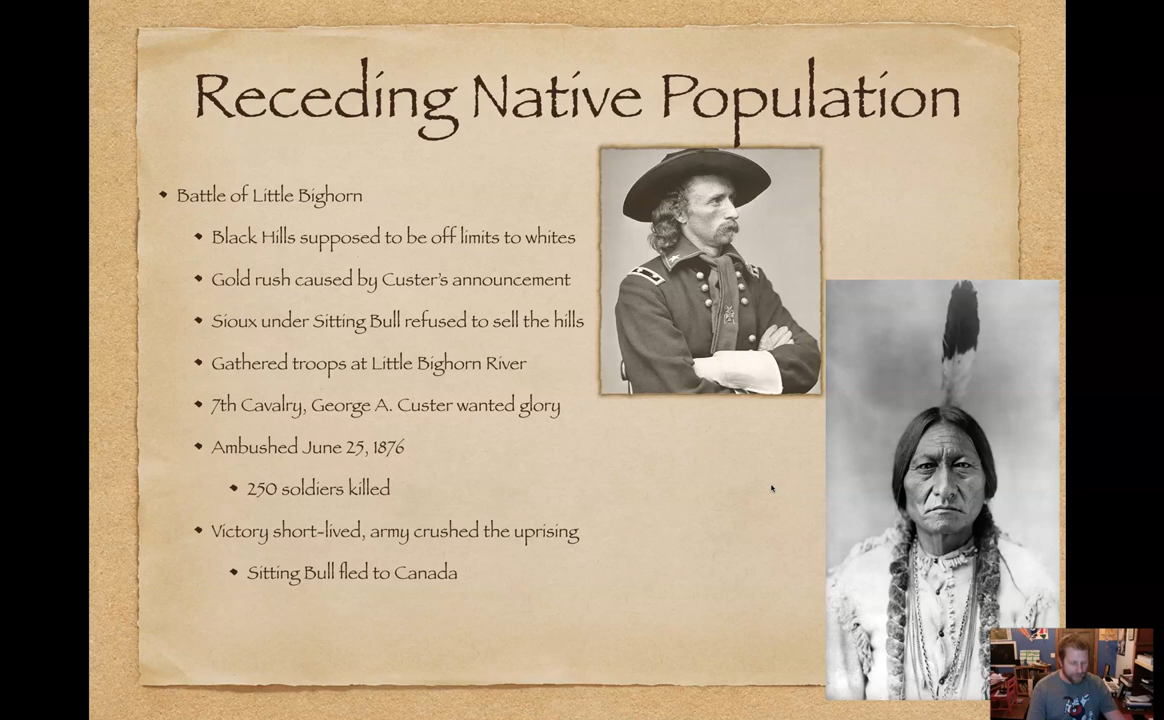 Receding Native Population
Battle of Little Bighorn
Black Hills supposed to be off limits to whites
Gold rush caused by Custer's announcement
Sioux under Sitting Bull refused to sell the hills
Gathered troops at Little Bighorn River
7th Cavalry, George A. Custer wanted glory
Ambushed June 25, 1876
250 soldiers killed
Victory short-lived, army crushed the uprising
Sitting Bull fled to Canada